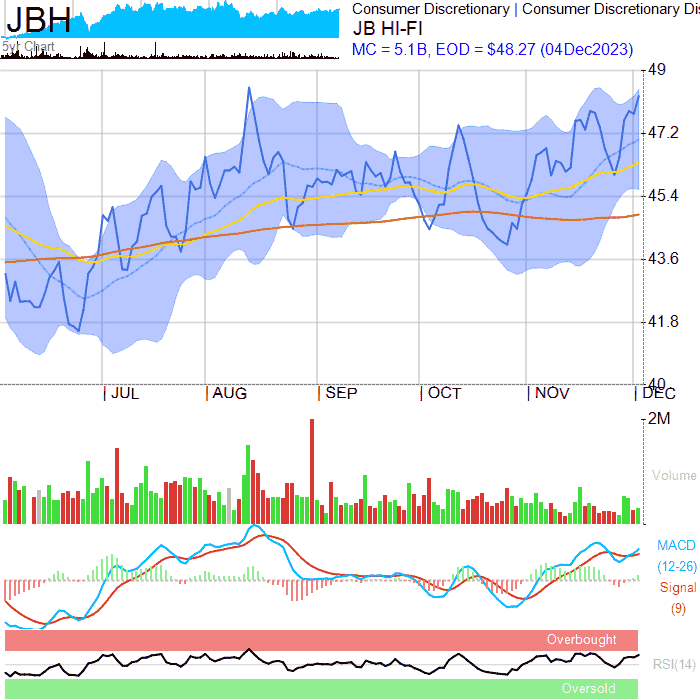 JBH
5yr Chart
Consumer Discretionary | Consumer Discretionary Dis
JB HI-FI
MC = 5.1B, EOD = $48.27 (04Dec2023)
49
47.2
45.4
43.6
41.8
40
JUL AUG SEP OCT NOV DEC
2M
Volume
MACD
(12-26)
Signal
(9)
Overbought
RSI(14)
Oversold